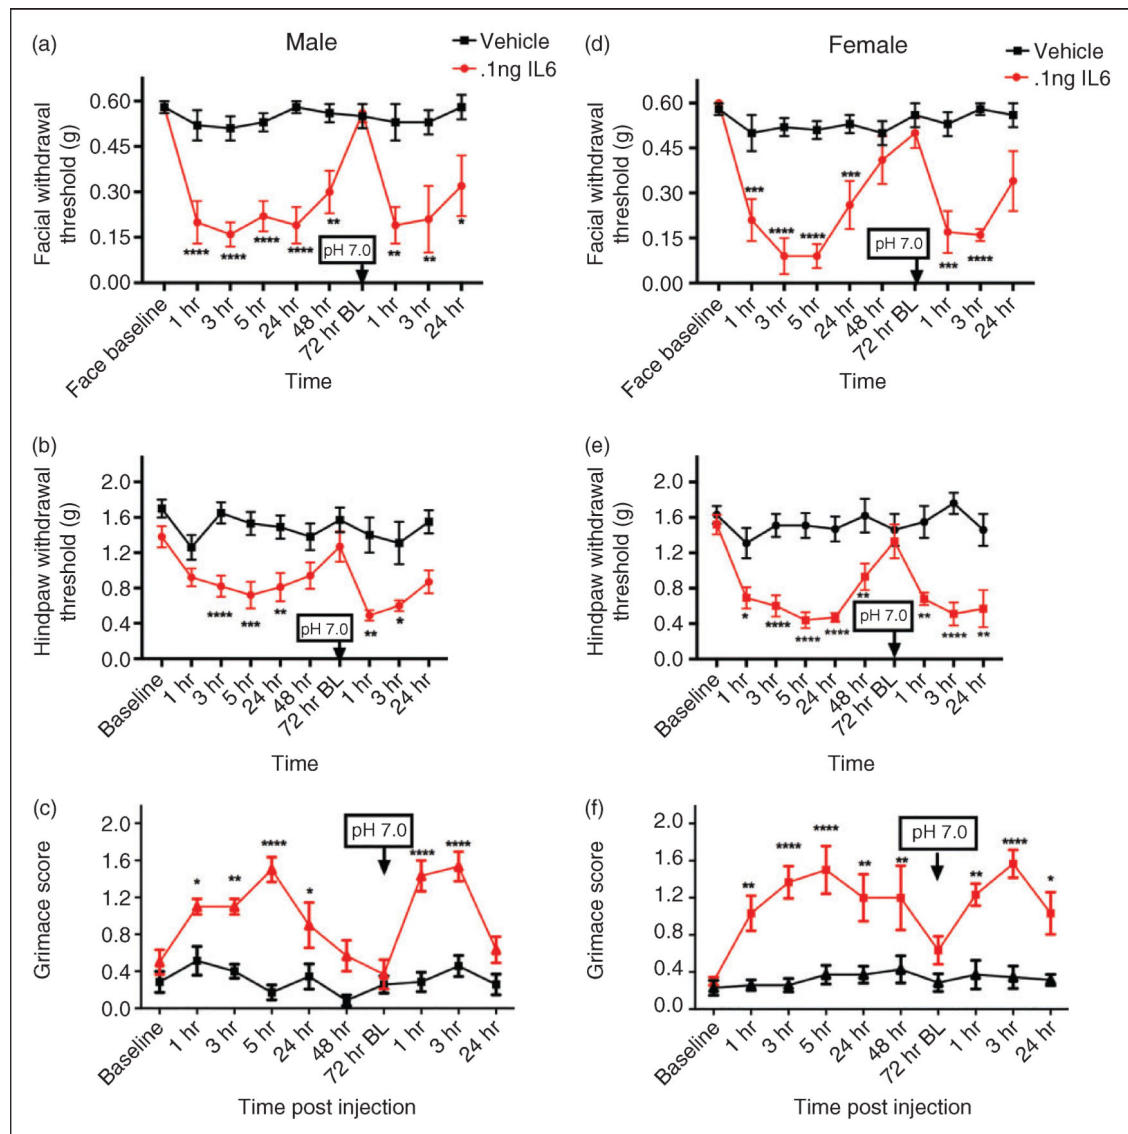 (a)
Male
Vehicle
.1ng IL6
Facial withdrawal
threshold (g)
0.60
0.45
0.30
0.15
0.00
**** **** **** **** ** ** ** *
pH 7.0
Face baseline
1 hr
3 hr
5 hr
24 hr
48 hr
72 hr BL
1 hr
3 hr
24 hr
Time
(d)
Female
Vehicle
.1ng IL6
Facial withdrawal
threshold (g)
0.60
0.45
0.30
0.15
0.00
*** **** **** *** *** ****
pH 7.0
Face baseline
1 hr
3 hr
5 hr
24 hr
48 hr
72 hr BL
1 hr
3 hr
24 hr
Time
(b)
Hindpaw withdrawal
threshold (g)
2.0
1.6
1.2
0.8
0.4
0.0
**** *** ** ** *
pH 7.0
Baseline
1 hr
3 hr
5 hr
24 hr
48 hr
72 hr BL
1 hr
3 hr
24 hr
Time
(e)
Hindpaw withdrawal
threshold (g)
2.0
1.6
1.2
0.8
0.4
0.0
* **** **** **** ** ** **** **
pH 7.0
Baseline
1 hr
3 hr
5 hr
24 hr
48 hr
72 hr BL
1 hr
3 hr
24 hr
Time
(c)
Grimace score
2.0
1.6
1.2
0.8
0.4
0.0
* ** **** * **** ****
pH 7.0
Baseline
1 hr
3 hr
5 hr
24 hr
48 hr
72 hr BL
1 hr
3 hr
24 hr
Time post injection
(f)
Grimace score
2.0
1.6
1.2
0.8
0.4
0.0
** **** **** ** ** ** **** *
pH 7.0
Baseline
1 hr
3 hr
5 hr
24 hr
48 hr
72 hr BL
1 hr
3 hr
24 hr
Time post injection